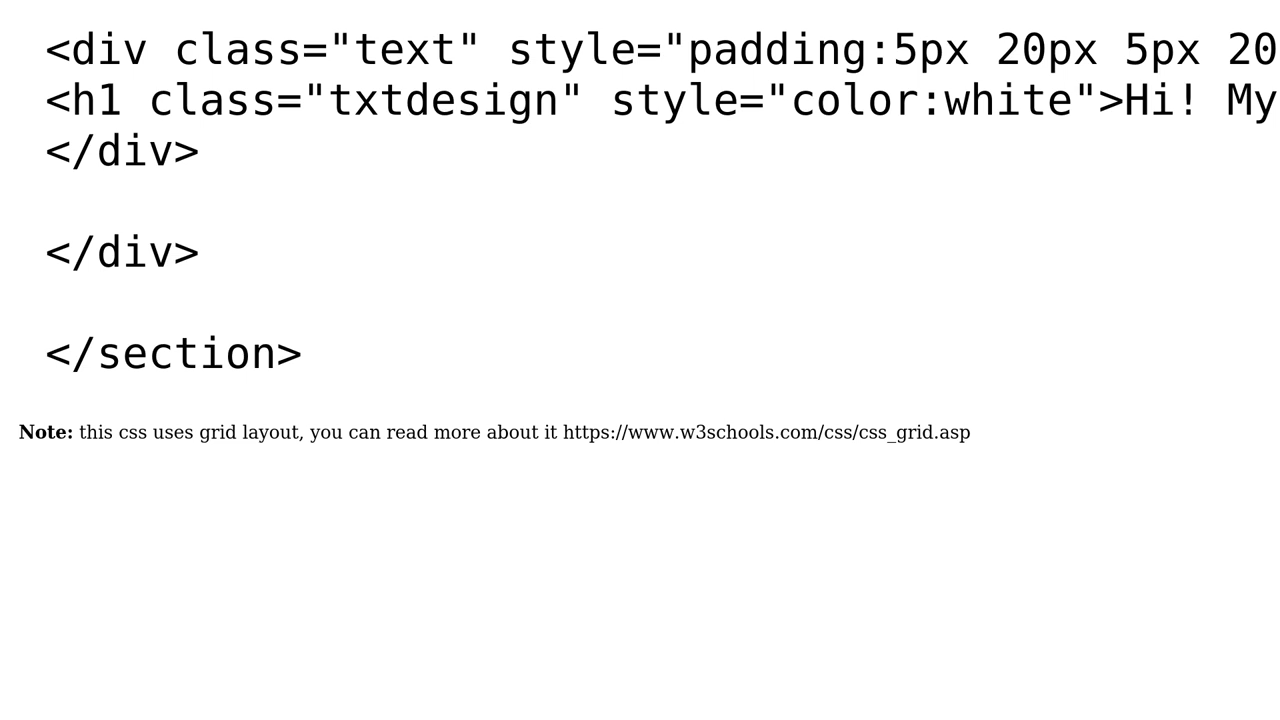 <div class="text" style="padding:5px 20px 5px 20
<h1 class="txtdesign" style="color:white">Hi! My
</div>
</div>
</section>
Note: this css uses grid layout, you can read more about it https://www.w3schools.com/css/css_grid.asp